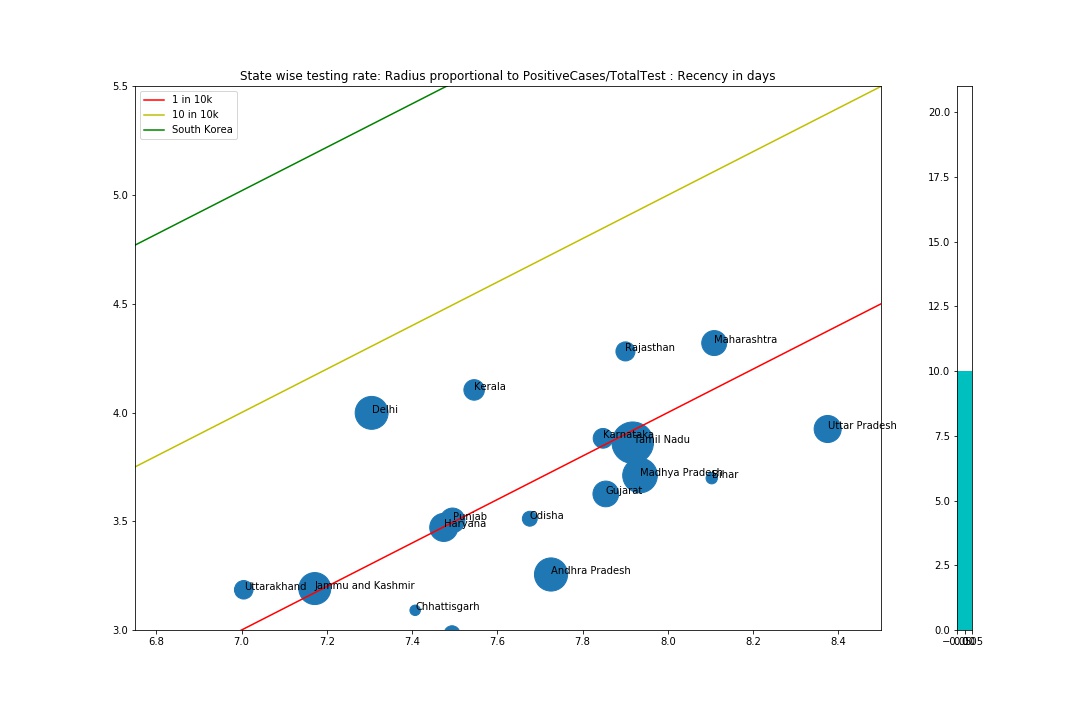 State wise testing rate: Radius proportional to PositiveCases/TotalTest : Recency in days
1 in 10k
10 in 10k
South Korea
5.5
5.0
4.5
4.0
3.5
3.0
Maharashtra
Rajasthan
Kerala
Delhi
Uttar Pradesh
Karnataka
Tamil Nadu
Madhya Pradesh
Bihar
Gujarat
Odisha
Punjab
Haryana
Andhra Pradesh
Uttarakhand
Jammu and Kashmir
Chhattisgarh
6.8 7.0 7.2 7.4 7.6 7.8 8.0 8.2 8.4
20.0
17.5
15.0
12.5
10.0
7.5
5.0
2.5
0.0